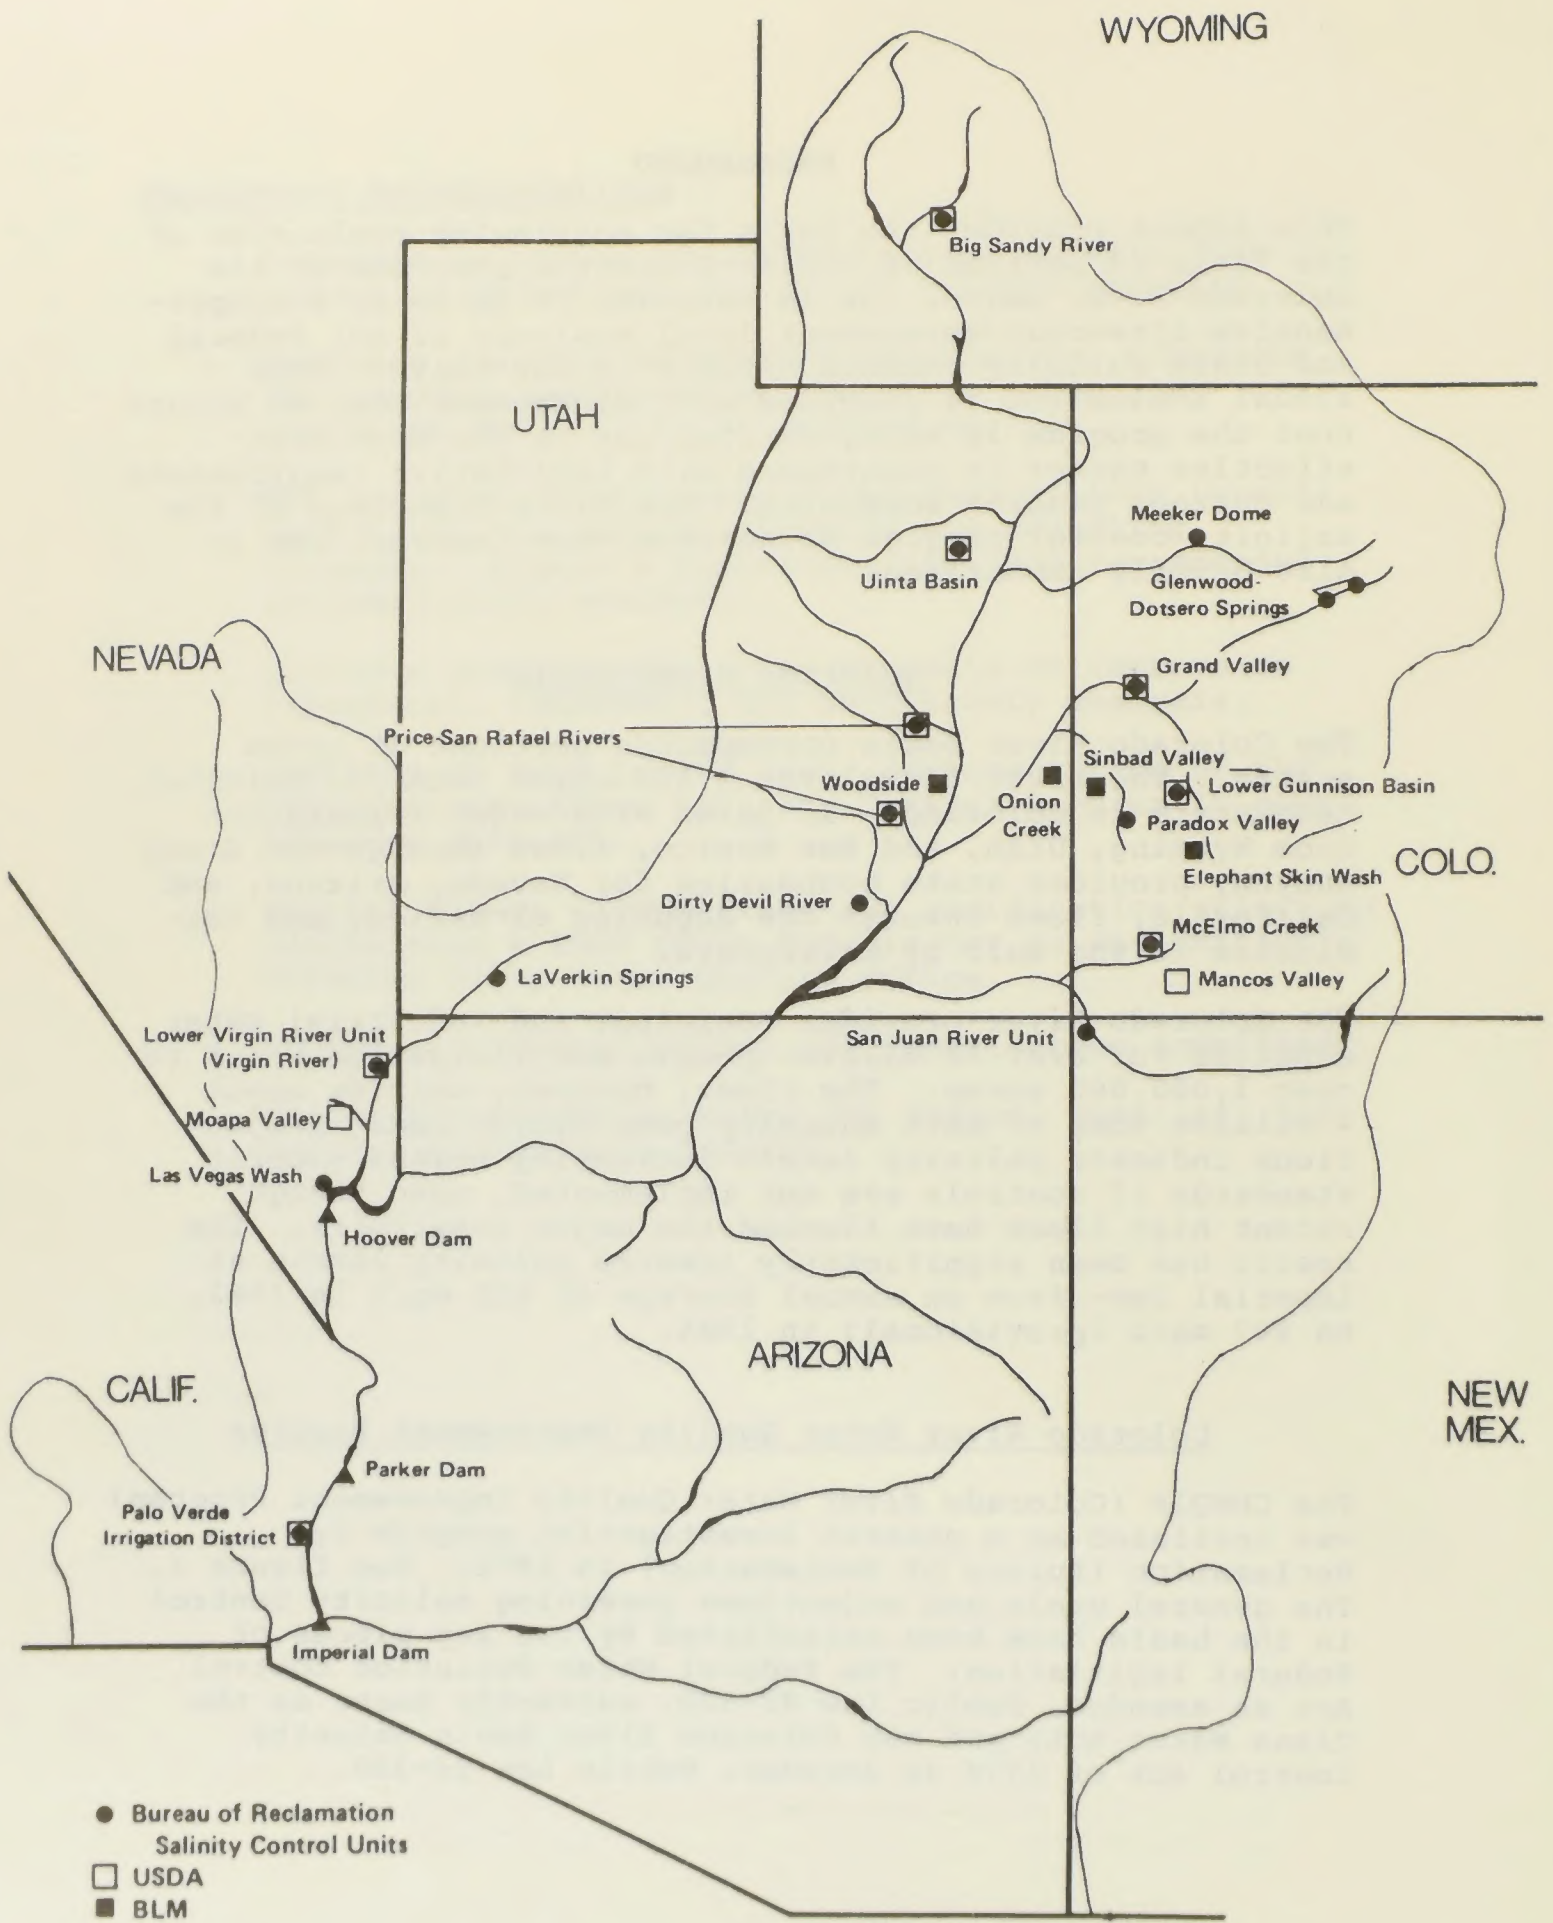 WYOMING
Big Sandy River
UTAH
Meeker Dome
Uinta Basin
Glenwood-
Dotsero Springs
NEVADA
Grand Valley
Price-San Rafael Rivers
Sinbad Valley
Woodside
Lower Gunnison Basin
Onion
Creek
Paradox Valley
COLO.
Elephant Skin Wash
Dirty Devil River
McElmo Creek
LaVerkin Springs
Mancos Valley
Lower Virgin River Unit
(Virgin River)
San Juan River Unit
Moapa Valley
Las Vegas Wash
Hoover Dam
ARIZONA
CALIF.
NEW
MEX.
Parker Dam
Palo Verde
Irrigation District
Imperial Dam
Bureau of Reclamation
Salinity Control Units
USDA
BLM